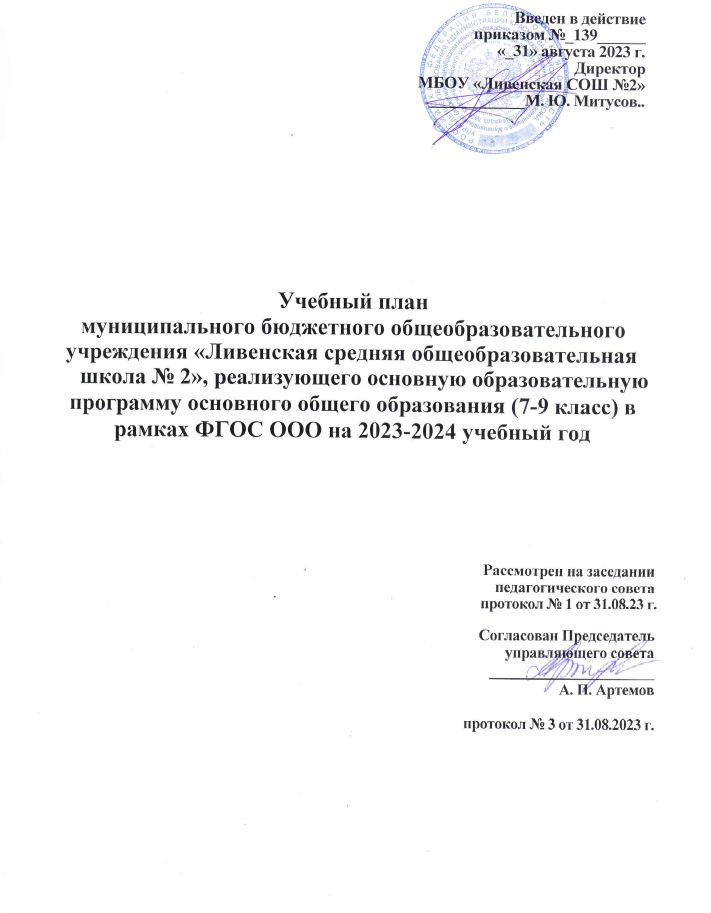 Введен в действие
приказом №_139______
«_31» августа 2023 г.
Директор
МБОУ «Ливенская СОШ №2»
____________М. Ю. Митусов..
Учебный план
муниципального бюджетного общеобразовательного
учреждения «Ливенская средняя общеобразовательная
школа № 2», реализующего основную образовательную
программу основного общего образования (7-9 класс) в
рамках ФГОС ООО на 2023-2024 учебный год
Рассмотрен на заседании
педагогического совета
протокол № 1 от 31.08.23 г.
Согласован Председатель
управляющего совета
_____________________
А. П. Артемов
протокол № 3 от 31.08.2023 г.